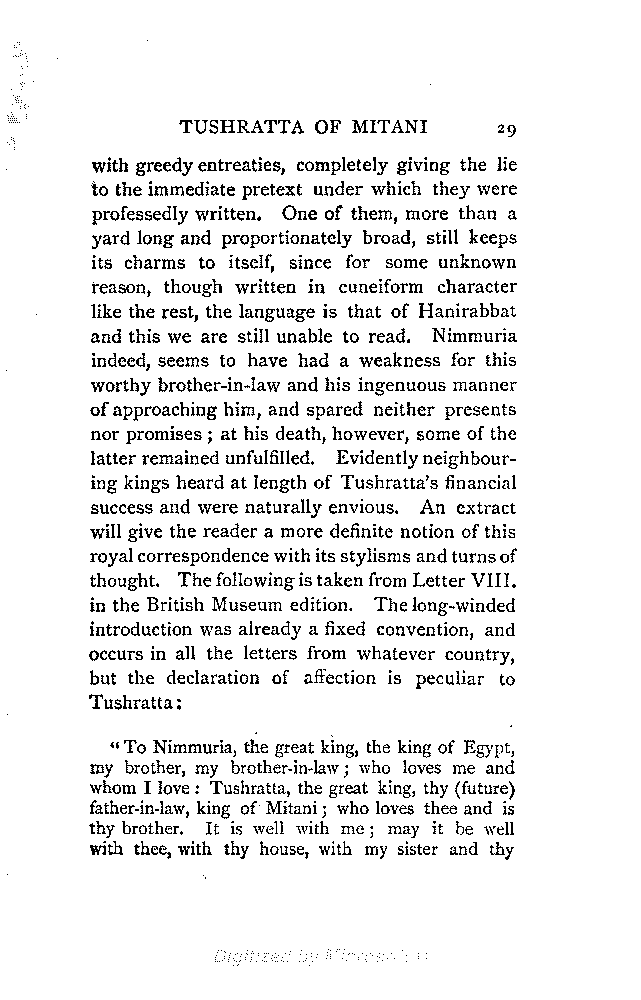 TUSHRATTA OF MITANI 29
with greedy entreaties, completely giving the lie
to the immediate pretext under which they were
professedly written. One of them, more than a
yard long and proportionately broad, still keeps
its charms to itself, since for some unknown
reason, though written in cuneiform character
like the rest, the language is that of Hanirabbat
and this we are still unable to read. Nimmuria
indeed, seems to have had a weakness for this
worthy brother-in-law and his ingenuous manner
of approaching him, and spared neither presents
nor promises; at his death, however, some of the
latter remained unfulfilled. Evidently neighbour-
ing kings heard at length of Tushratta's financial
success and were naturally envious. An extract
will give the reader a more definite notion of this
royal correspondence with its stylisms and turns of
thought. The following is taken from Letter VIII.
in the British Museum edition. The long-winded
introduction was already a fixed convention, and
occurs in all the letters from whatever country,
but the declaration of affection is peculiar to
Tushratta:
"To Nimmuria, the great king, the king of Egypt,
my brother, my brother-in-law; who loves me and
whom I love: Tushratta, the great king, thy (future)
father-in-law, king of Mitani; who loves thee and is
thy brother. It is well with me; may it be well
with thee, with thy house, with my sister and thy
Digitized by